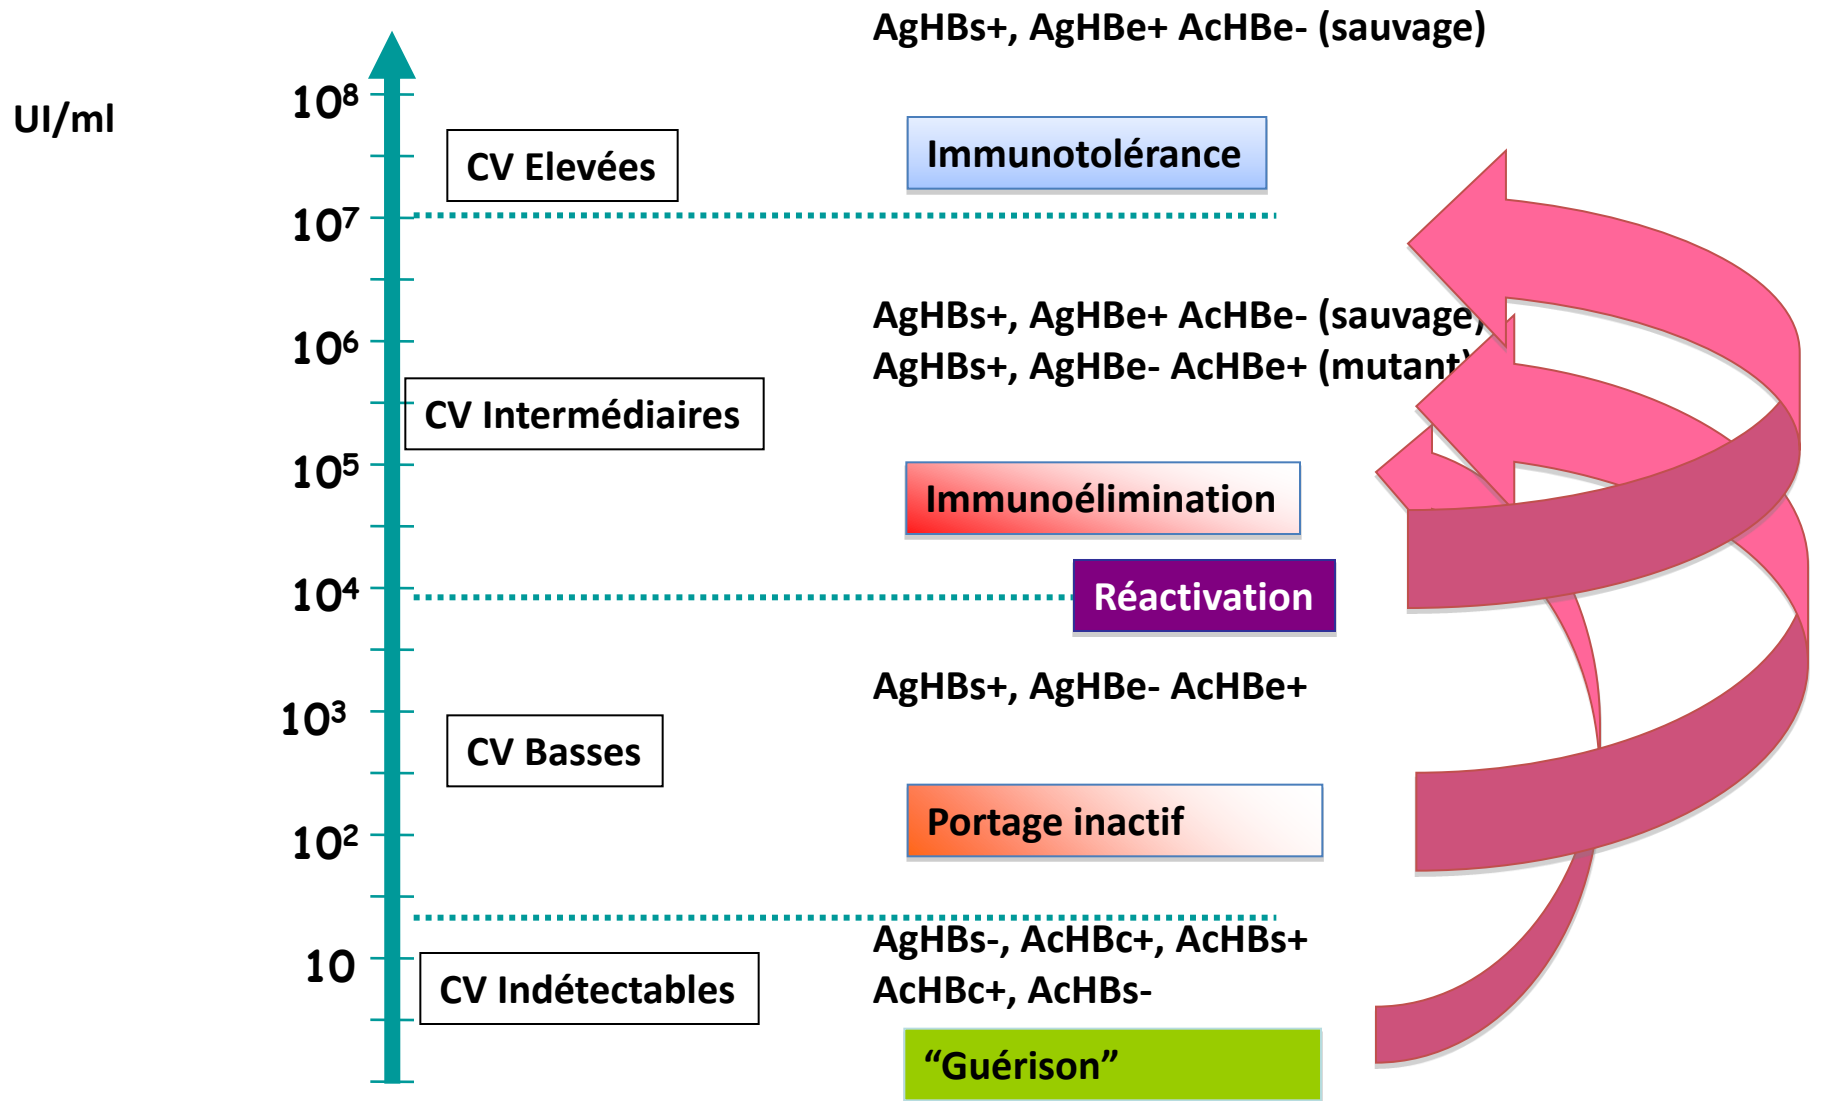 AgHBs+, AgHBe+ AcHBe- (sauvage)
UI/ml
10⁸
CV Elevées
Immunotolérance
10⁷
AgHBs+, AgHBe+ AcHBe- (sauvage)
10⁶
AgHBs+, AgHBe- AcHBe+ (mutant)
CV Intermédiaires
10⁵
Immunoélimination
10⁴
Réactivation
AgHBs+, AgHBe- AcHBe+
10³
CV Basses
10²
Portage inactif
AgHBs-, AcHBc+, AcHBs+
10
CV Indétectables
AcHBc+, AcHBs-
“Guérison”